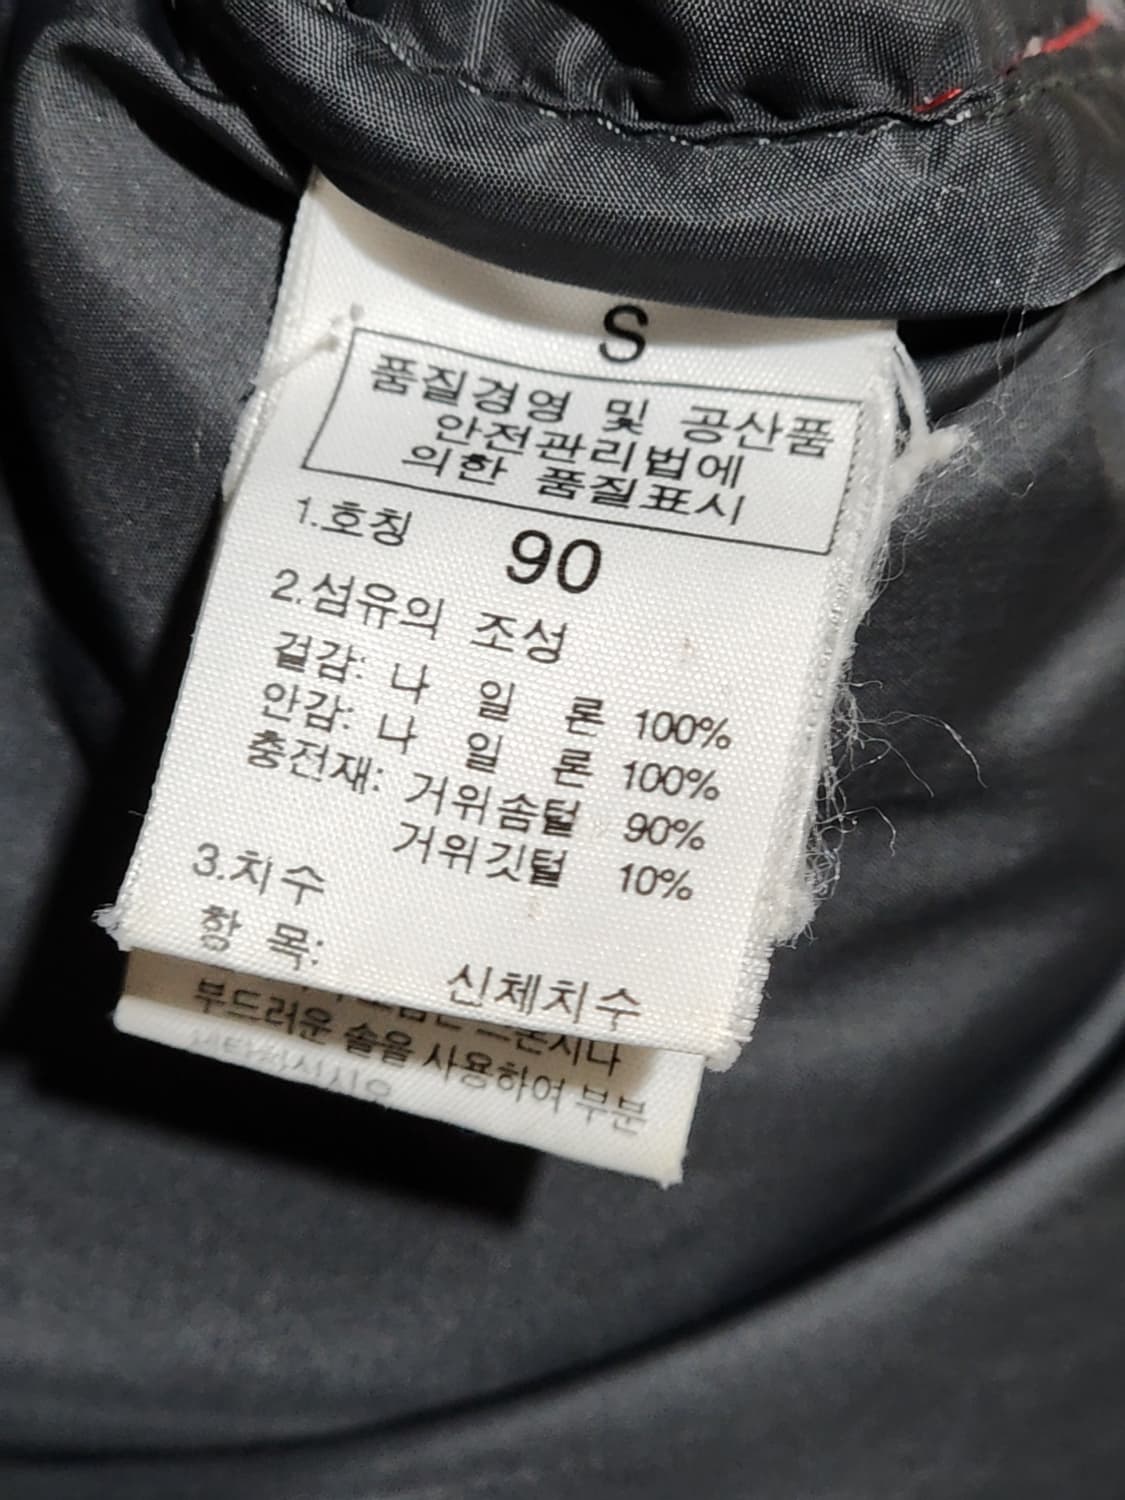 S
품질경영 및 공산품
안전관리법에
의한 품질표시
1.호칭 90
2.섬유의 조성
겉감: 나 일 론 100%
안감: 나 일 론 100%
충전재: 거위솜털 90%
거위깃털 10%
3.치수
항 목: 신체치수
부드러운 솔을 사용하여 부분